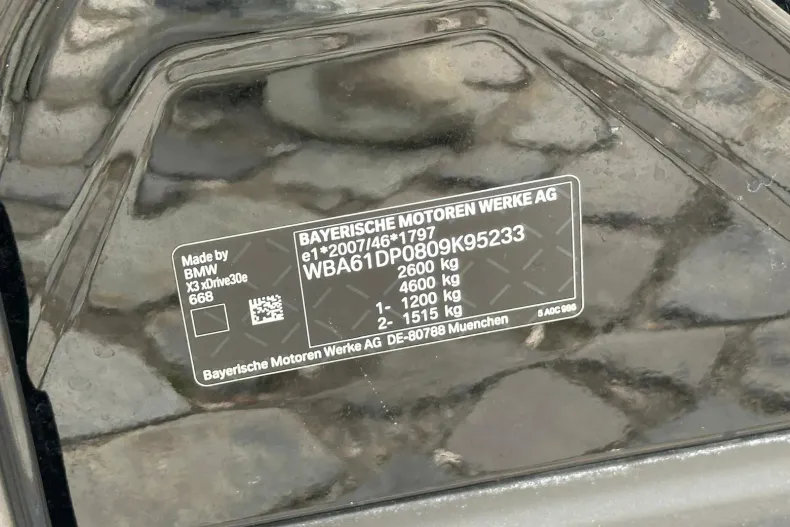 Made by
BMW
X3 xDrive30e
668
BAYERISCHE MOTOREN WERKE AG
e1*2007/46*1797
WBA61DP0809K95233
2600 kg
4600 kg
1- 1200 kg
2- 1515 kg
Bayerische Motoren Werke AG DE-80788 Muenchen